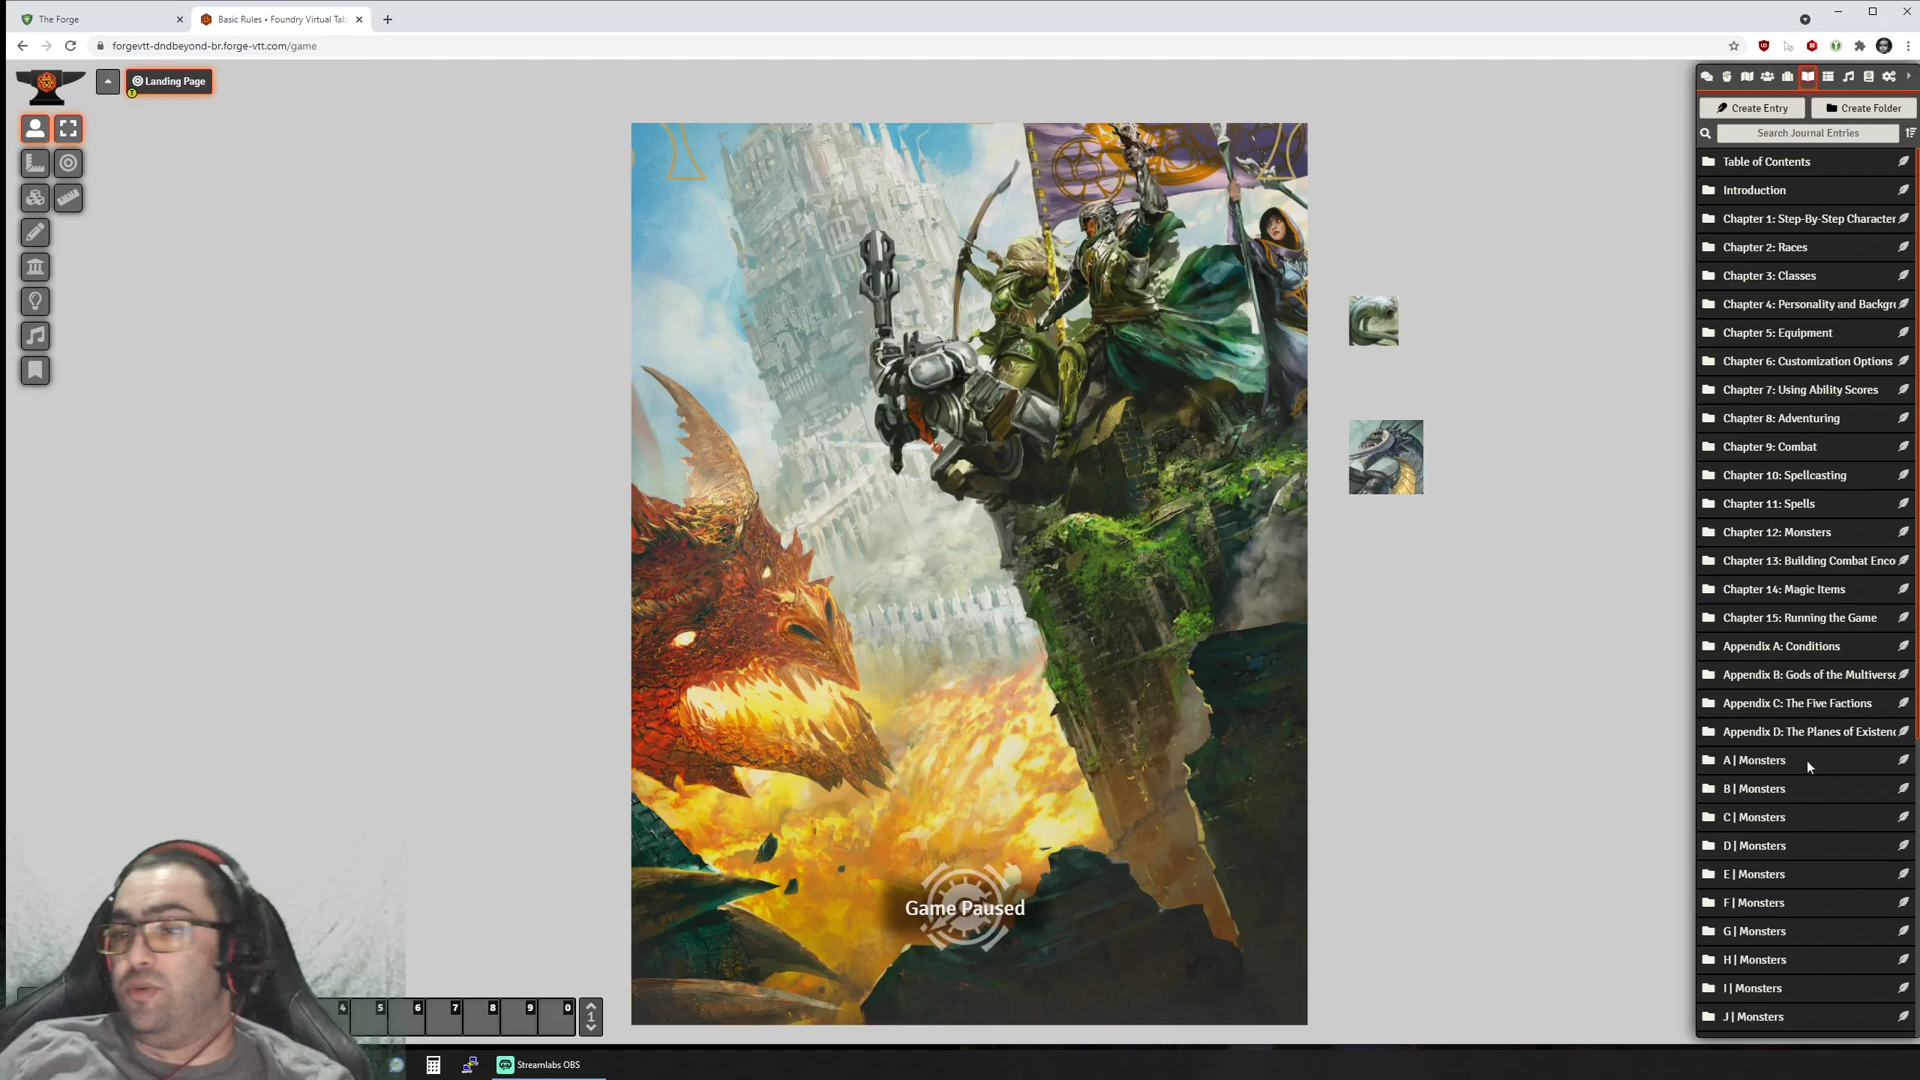 The Forge
Basic Rules • Foundry Virtual Tab
forgevtt-dndbeyond-br.forge-vtt.com/game
Landing Page
T
Create Entry
Create Folder
Search Journal Entries
Table of Contents
Introduction
Chapter 1: Step-By-Step Character
Chapter 2: Races
Chapter 3: Classes
Chapter 4: Personality and Backgr
Chapter 5: Equipment
Chapter 6: Customization Options
Chapter 7: Using Ability Scores
Chapter 8: Adventuring
Chapter 9: Combat
Chapter 10: Spellcasting
Chapter 11: Spells
Chapter 12: Monsters
Chapter 13: Building Combat Enco
Chapter 14: Magic Items
Chapter 15: Running the Game
Appendix A: Conditions
Appendix B: Gods of the Multiverse
Appendix C: The Five Factions
Appendix D: The Planes of Existenc
A | Monsters
B | Monsters
C | Monsters
D | Monsters
E | Monsters
F | Monsters
G | Monsters
H | Monsters
I | Monsters
J | Monsters
Game Paused
4 5 6 7 8 9 0
1
Streamlabs OBS